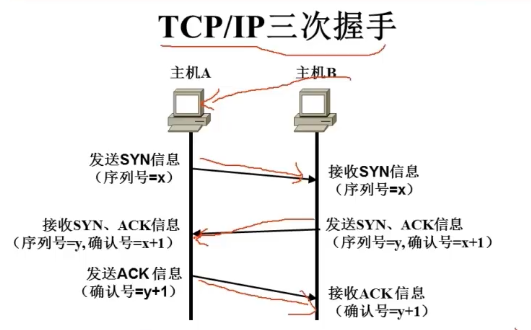 TCP/IP三次握手
主机A
主机B
发送SYN信息
（序列号=x）
接收SYN信息
（序列号=x）
接收SYN、ACK信息
（序列号=y,确认号=x+1）
发送SYN、ACK信息
（序列号=y,确认号=x+1）
发送ACK信息
（确认号=y+1）
接收ACK信息
（确认号=y+1）